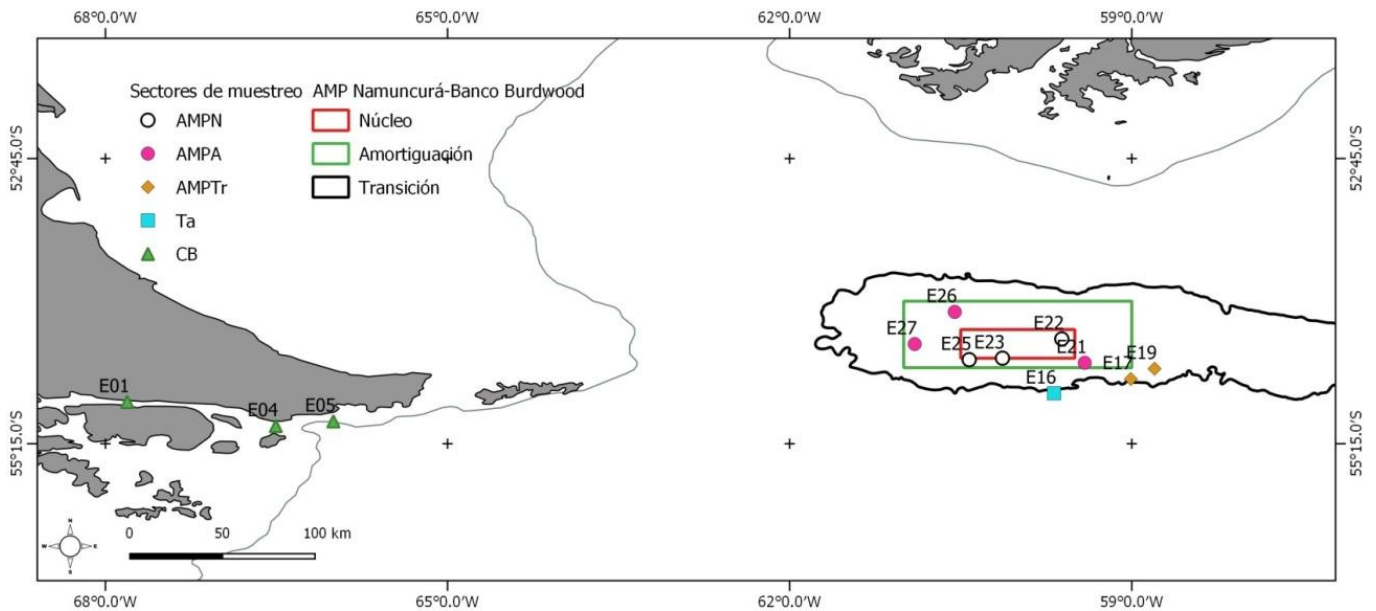 68°0.0'W 65°0.0'W 62°0.0'W 59°0.0'W
Sectores de muestreo AMP Namuncurá-Banco Burdwood
AMPN Núcleo
AMPA Amortiguación
AMPTr Transición
Ta
CB
52°45.0'S 52°45.0'S
E26
E27 E22
E25 E23
E21
E17 E19
E16
E01
E04 E05
55°15.0'S 55°15.0'S
0 50 100 km
N
W E
68°0.0'W 65°0.0'W 62°0.0'W 59°0.0'W